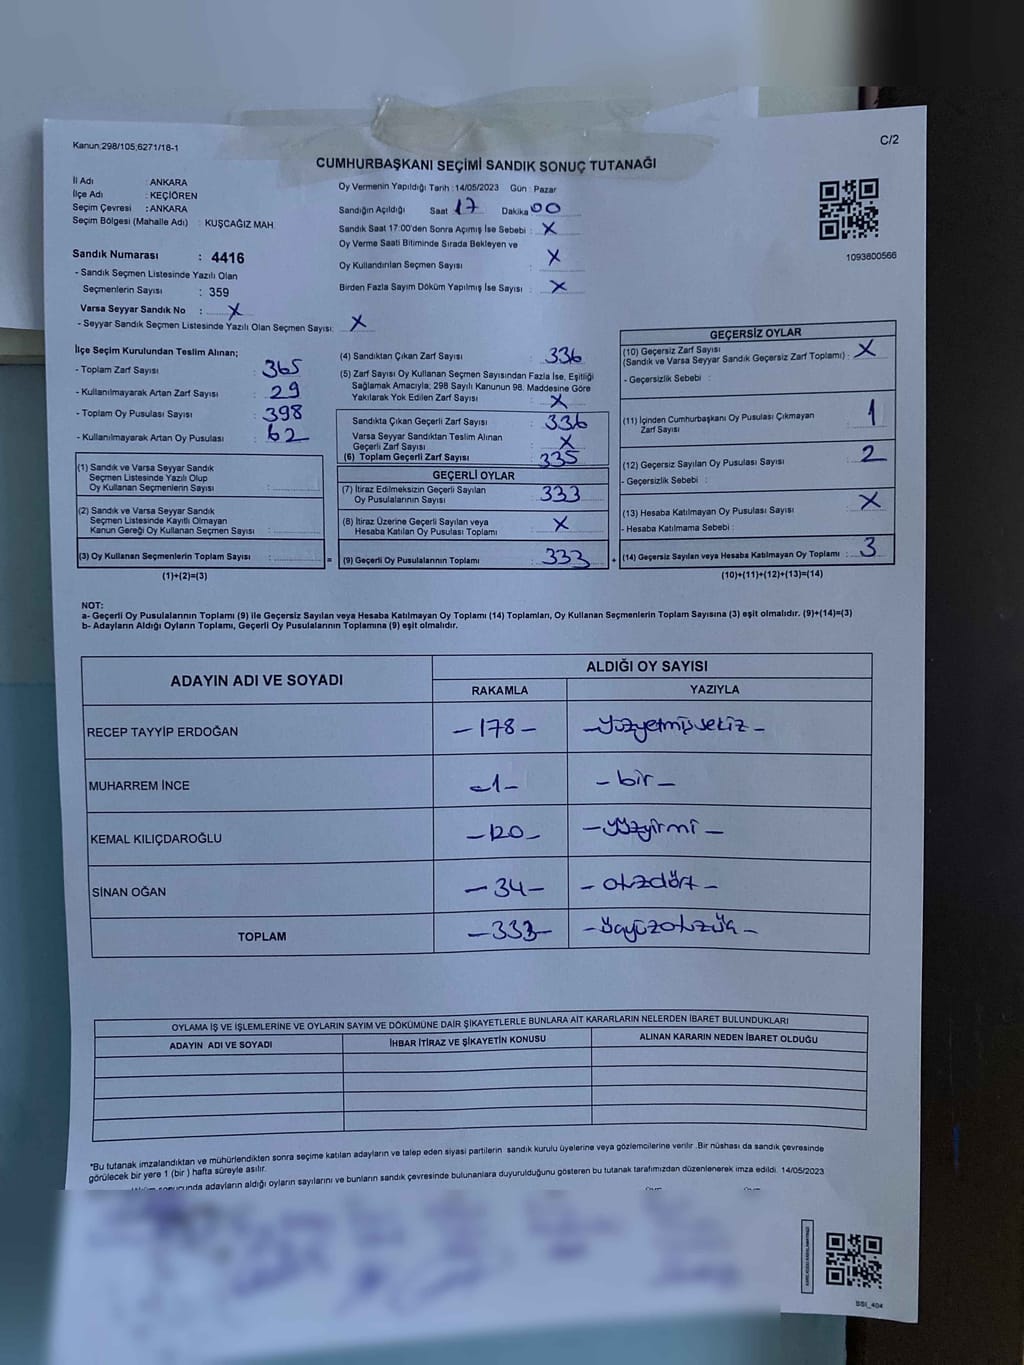 Kanun;298/105;6271/18-1
C/2
CUMHURBAŞKANI SEÇİMİ SANDIK SONUÇ TUTANAĞI
İl Adı : ANKARA
İlçe Adı : KEÇİÖREN
Seçim Çevresi : ANKARA
Seçim Bölgesi (Mahalle Adı) : KUŞCAĞIZ MAH.
Oy Vermenin Yapıldığı Tarih : 14/05/2023 Gün : Pazar
Sandığın Açıldığı Saat 17 Dakika 00
Sandık Saat 17:00'den Sonra Açılmış İse Sebebi : X
Oy Verme Saati Bitiminde Sırada Bekleyen ve
Oy Kullandırılan Seçmen Sayısı : X
Birden Fazla Sayım Döküm Yapılmış İse Sayısı : X
1093800566
Sandık Numarası : 4416
- Sandık Seçmen Listesinde Yazılı Olan
Seçmenlerin Sayısı : 359
Varsa Seyyar Sandık No : X
- Seyyar Sandık Seçmen Listesinde Yazılı Olan Seçmen Sayısı: X
İlçe Seçim Kurulundan Teslim Alınan;
- Toplam Zarf Sayısı : 365
- Kullanılmayarak Artan Zarf Sayısı : 29
- Toplam Oy Pusulası Sayısı : 398
- Kullanılmayarak Artan Oy Pusulası : 62
(1) Sandık ve Varsa Seyyar Sandık
Seçmen Listesinde Yazılı Olup
Oy Kullanan Seçmenlerin Sayısı :
(2) Sandık ve Varsa Seyyar Sandık
Seçmen Listesinde Kayıtlı Olmayan
Kanun Gereği Oy Kullanan Seçmen Sayısı :
(3) Oy Kullanan Seçmenlerin Toplam Sayısı : =
(1)+(2)=(3)
(4) Sandıktan Çıkan Zarf Sayısı : 336
(5) Zarf Sayısı Oy Kullanan Seçmen Sayısından Fazla İse, Eşitliği
Sağlamak Amacıyla; 298 Sayılı Kanunun 98. Maddesine Göre
Yakılarak Yok Edilen Zarf Sayısı : X
Sandıkta Çıkan Geçerli Zarf Sayısı : 336
Varsa Seyyar Sandıktan Teslim Alınan
Geçerli Zarf Sayısı : X
(6) Toplam Geçerli Zarf Sayısı : 335
GEÇERLİ OYLAR
(7) İtiraz Edilmeksizin Geçerli Sayılan
Oy Pusulalarının Sayısı : 333
(8) İtiraz Üzerine Geçerli Sayılan veya
Hesaba Katılan Oy Pusulası Toplamı : X
(9) Geçerli Oy Pusulalarının Toplamı : 333 +
GEÇERSİZ OYLAR
(10) Geçersiz Zarf Sayısı
(Sandık ve Varsa Seyyar Sandık Geçersiz Zarf Toplamı) : X
- Geçersizlik Sebebi :
(11) İçinden Cumhurbaşkanı Oy Pusulası Çıkmayan
Zarf Sayısı : 1
(12) Geçersiz Sayılan Oy Pusulası Sayısı : 2
- Geçersizlik Sebebi :
(13) Hesaba Katılmayan Oy Pusulası Sayısı : X
- Hesaba Katılmama Sebebi :
(14) Geçersiz Sayılan veya Hesaba Katılmayan Oy Toplamı : 3
(10)+(11)+(12)+(13)=(14)
NOT:
a- Geçerli Oy Pusulalarının Toplamı (9) ile Geçersiz Sayılan veya Hesaba Katılmayan Oy Toplamı (14) Toplamları, Oy Kullanan Seçmenlerin Toplam Sayısına (3) eşit olmalıdır. (9)+(14)=(3)
b- Adayların Aldığı Oyların Toplamı, Geçerli Oy Pusulalarının Toplamına (9) eşit olmalıdır.
ADAYIN ADI VE SOYADI ALDIĞI OY SAYISI
RAKAMLA YAZIYLA
RECEP TAYYİP ERDOĞAN -178- -Yüzyetmişsekiz-
MUHARREM İNCE -1- -bir-
KEMAL KILIÇDAROĞLU -120- -yüzyirmi-
SİNAN OĞAN -34- -otuzdört-
TOPLAM -333- -üçyüzotuzüç-
OYLAMA İŞ VE İŞLEMLERİNE VE OYLARIN SAYIM VE DÖKÜMÜNE DAİR ŞİKAYETLERLE BUNLARA AİT KARARLARIN NELERDEN İBARET BULUNDUKLARI
ADAYIN ADI VE SOYADI İHBAR İTİRAZ VE ŞİKAYETİN KONUSU ALINAN KARARIN NEDEN İBARET OLDUĞU
*Bu tutanak imzalandıktan ve mühürlendikten sonra seçime katılan adayların ve talep eden siyasi partilerin sandık kurulu üyelerine veya gözlemcilerine verilir .Bir nüshası da sandık çevresinde
görülecek bir yere 1 (bir ) hafta süreyle asılır.
adayların aldığı oyların sayılarını ve bunların sandık çevresinde bulunanlara duyurulduğunu gösteren bu tutanak tarafımızdan düzenlenerek imza edildi. 14/05/2023
BSI_404